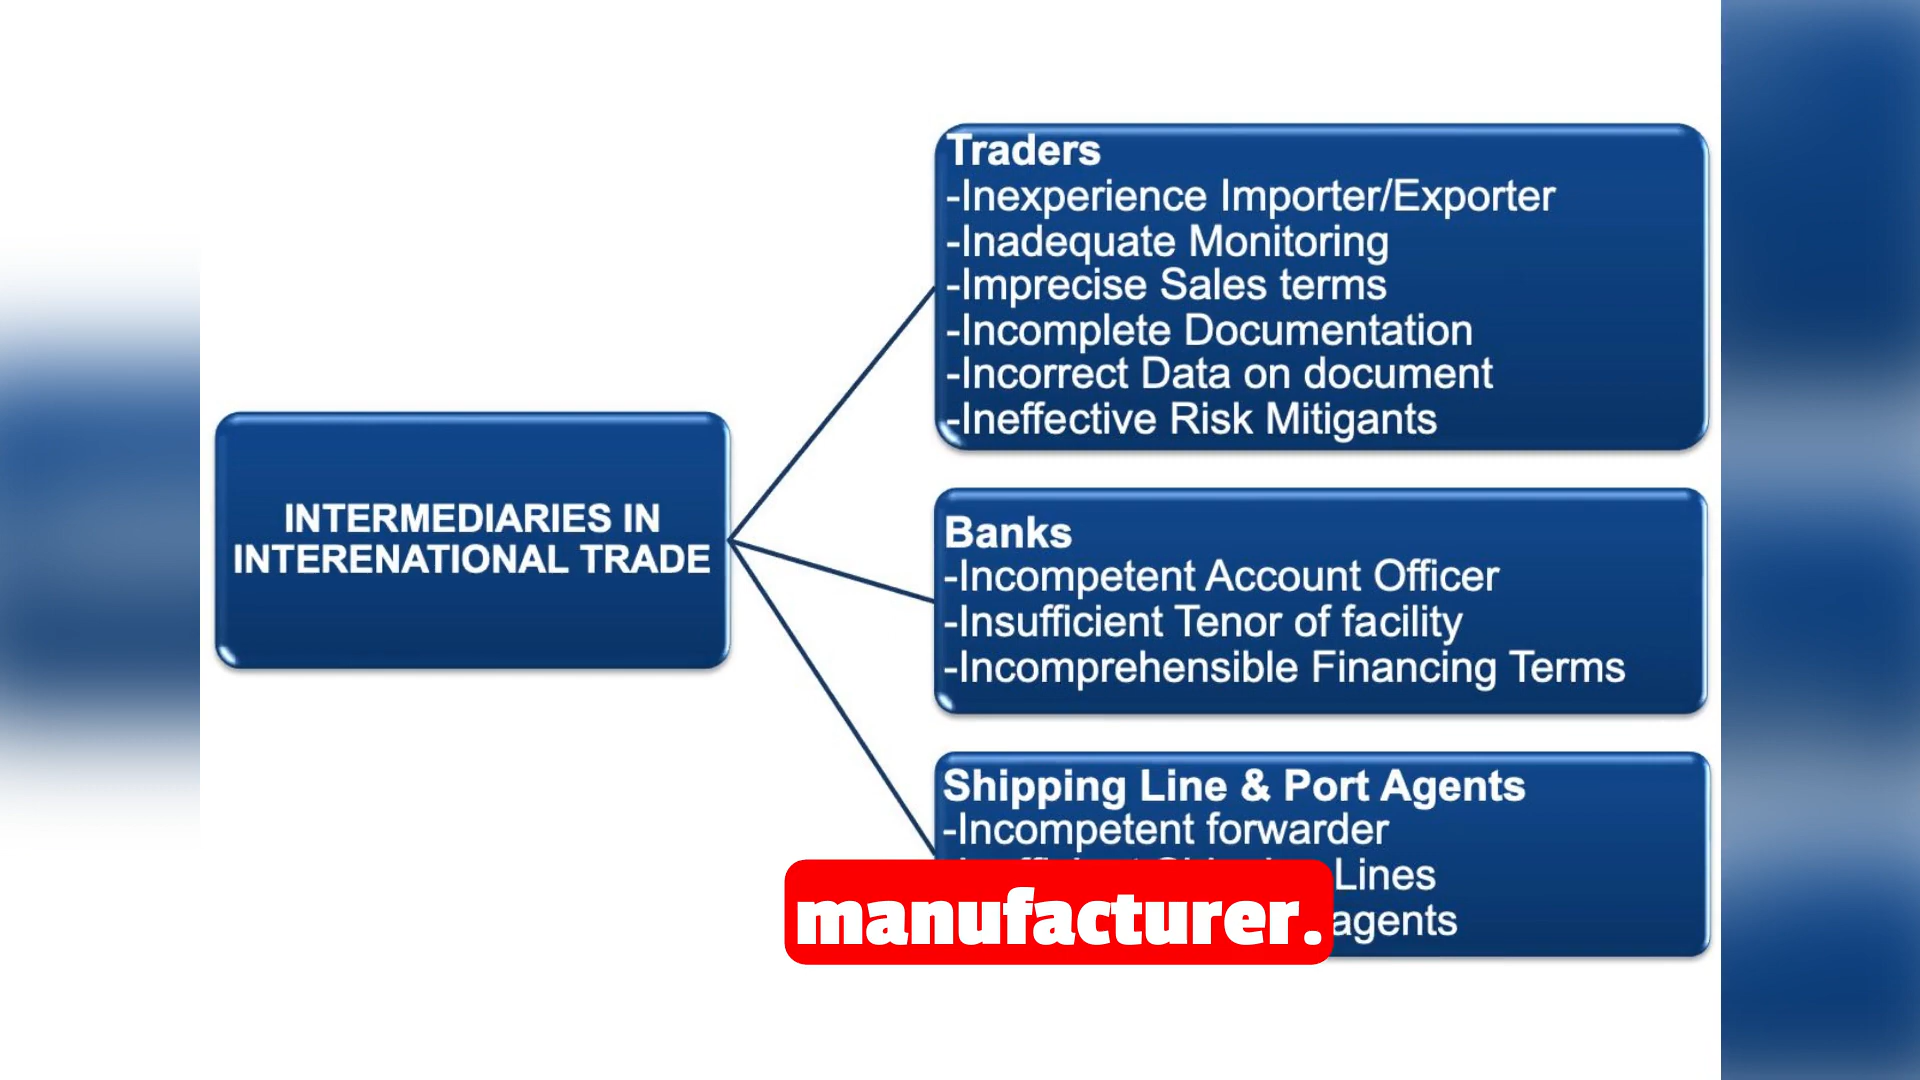 INTERMEDIARIES IN
INTERENATIONAL TRADE
Traders
-Inexperience Importer/Exporter
-Inadequate Monitoring
-Imprecise Sales terms
-Incomplete Documentation
-Incorrect Data on document
-Ineffective Risk Mitigants
Banks
-Incompetent Account Officer
-Insufficient Tenor of facility
-Incomprehensible Financing Terms
Shipping Line & Port Agents
-Incompetent forwarder
Lines
agents
manufacturer.